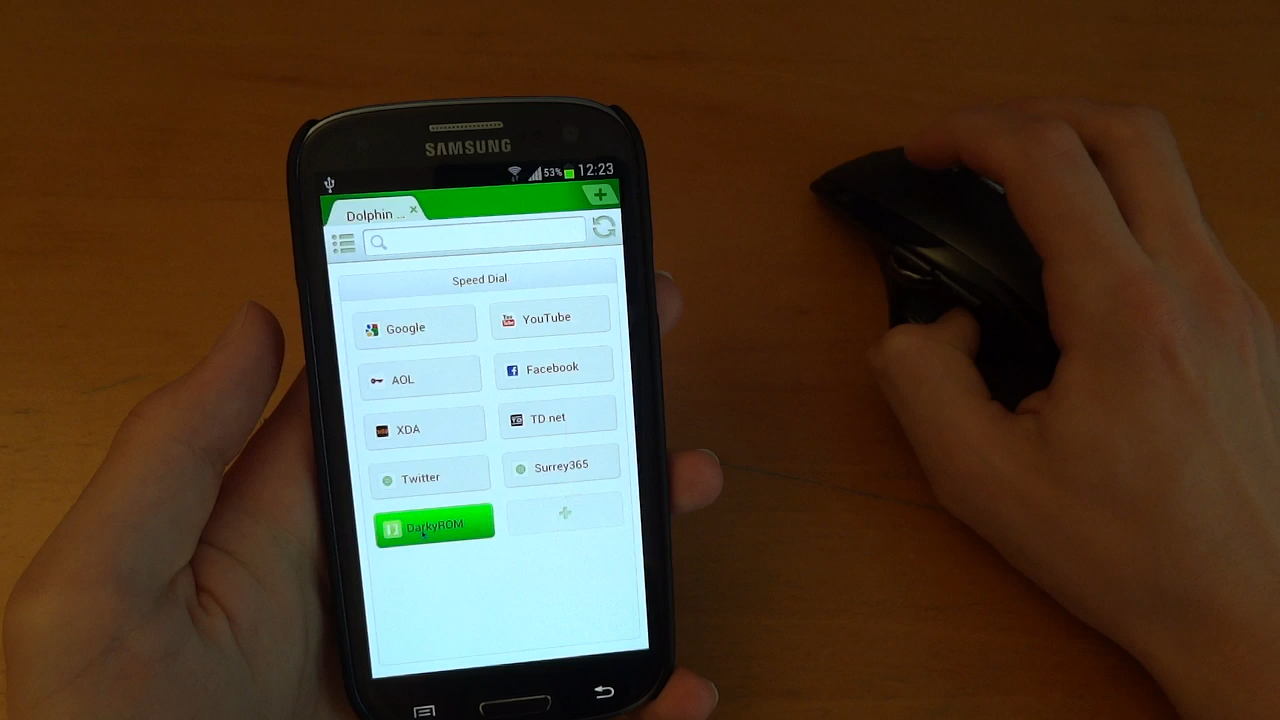 SAMSUNG
53% 12:23
Dolphin ...
Speed Dial
Google
YouTube
AOL
Facebook
XDA
TD.net
Twitter
Surrey365
DarkyROM